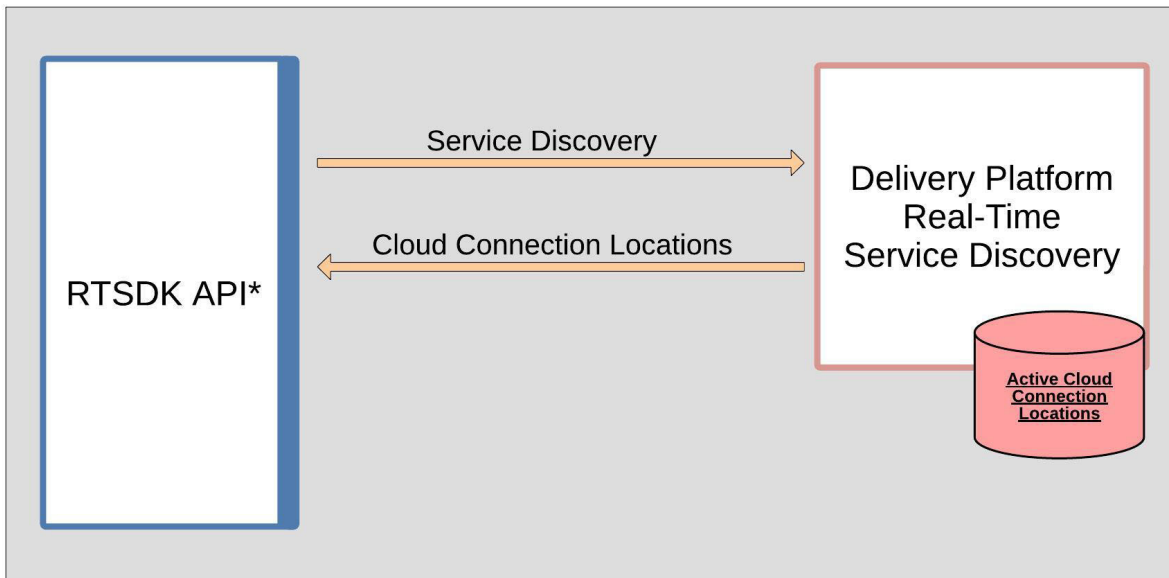 Service Discovery
Cloud Connection Locations
RTSDK API*
Delivery Platform
Real-Time
Service Discovery
Active Cloud
Connection
Locations